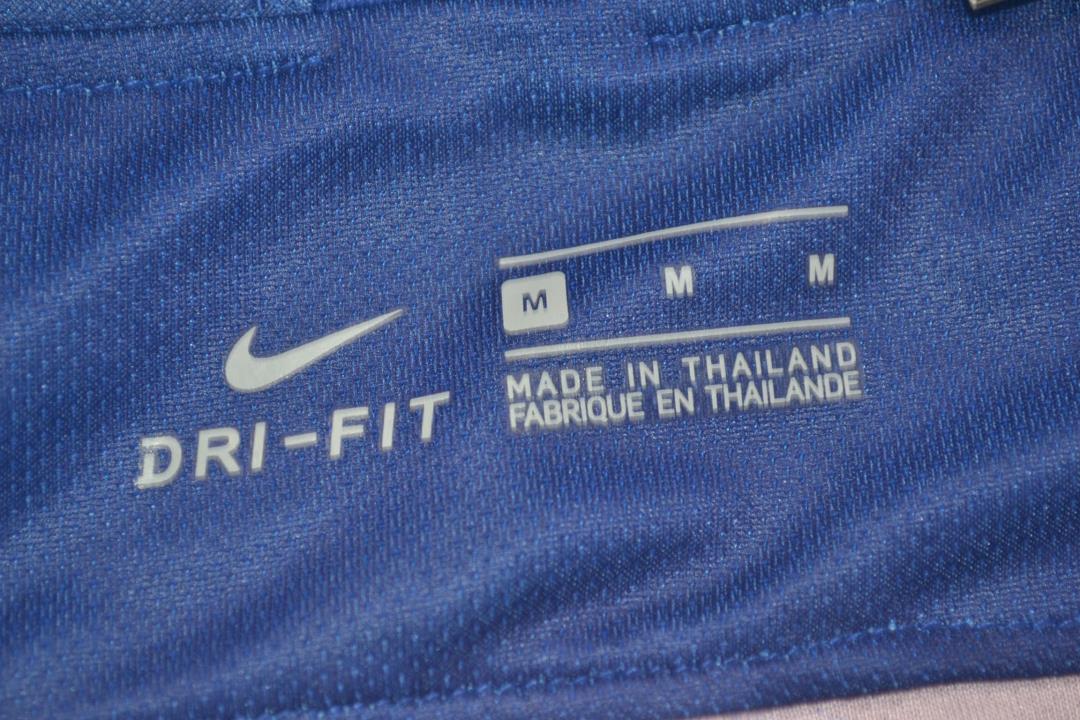 DRI-FIT
M M M
MADE IN THAILAND
FABRIQUE EN THAILANDE